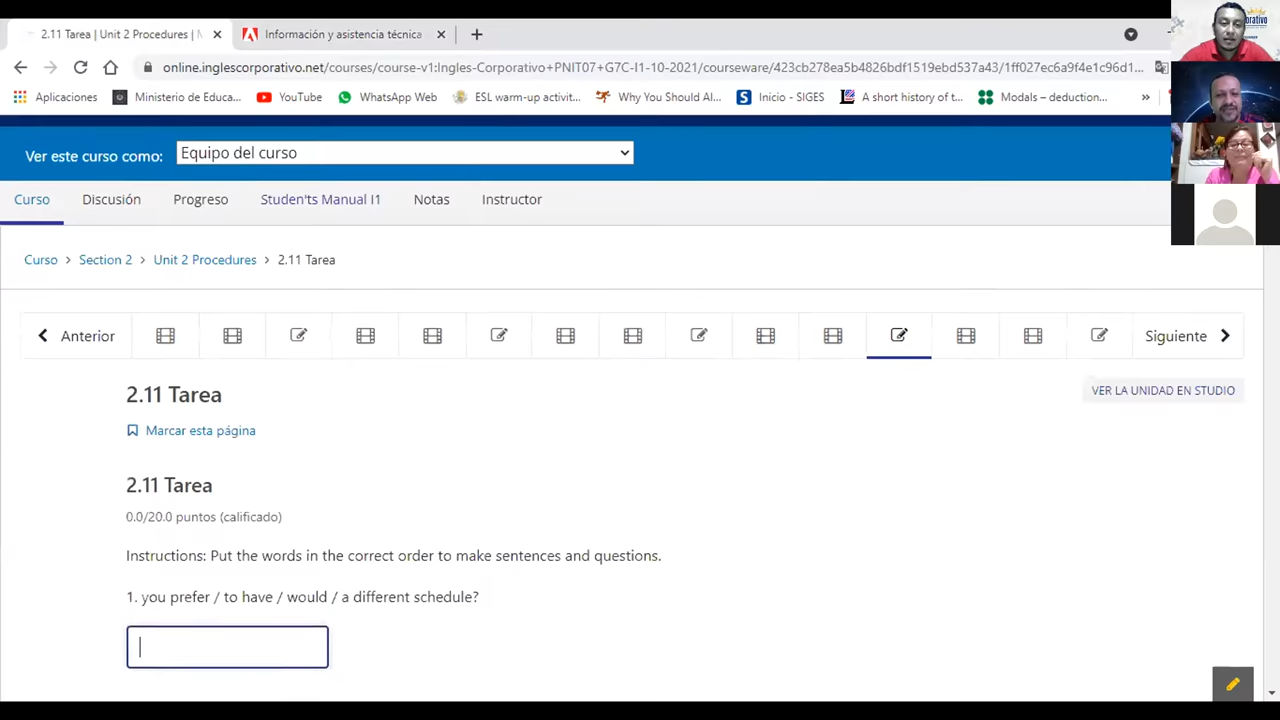 2.11 Tarea | Unit 2 Procedures |
Información y asistencia técnica
online.inglescorporativo.net/courses/course-v1:Ingles-Corporativo+PNIT07+G7C-I1-10-2021/courseware/423cb278ea5b4826bdf1519ebd537a43/1ff027ec6a9f4e1c96d1...
Aplicaciones
Ministerio de Educa...
YouTube
WhatsApp Web
ESL warm-up activit...
Why You Should Al...
Inicio - SIGES
A short history of t...
Modals – deduction...
»
Ver este curso como:
Equipo del curso
Curso
Discusión
Progreso
Studen'ts Manual I1
Notas
Instructor
Curso > Section 2 > Unit 2 Procedures > 2.11 Tarea
Anterior
Siguiente
2.11 Tarea
VER LA UNIDAD EN STUDIO
Marcar esta página
2.11 Tarea
0.0/20.0 puntos (calificado)
Instructions: Put the words in the correct order to make sentences and questions.
1. you prefer / to have / would / a different schedule?